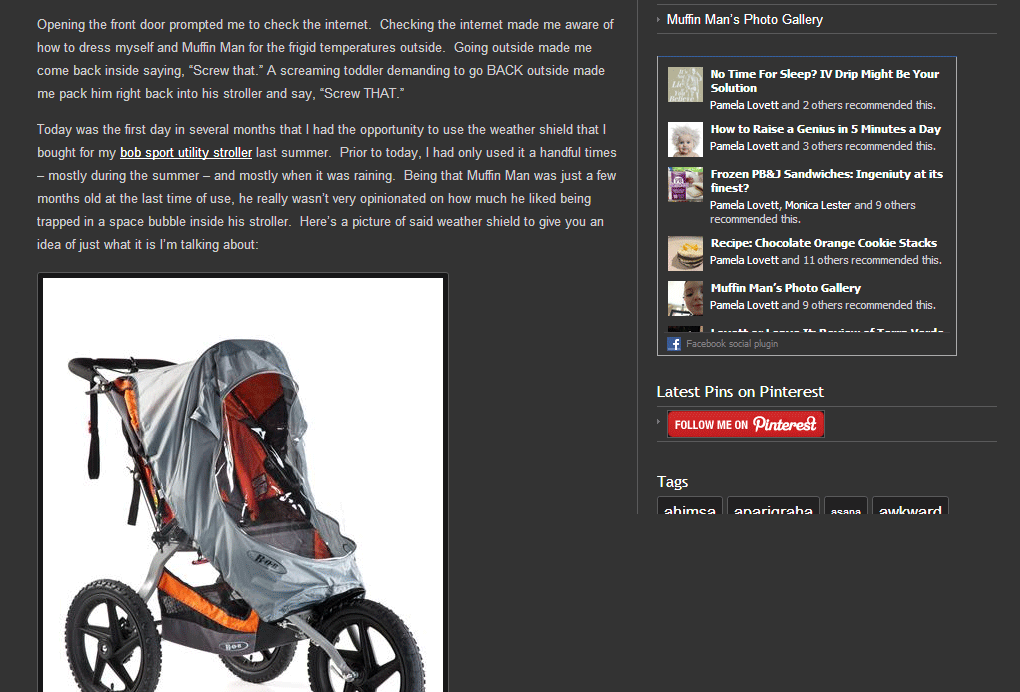 Opening the front door prompted me to check the internet.  Checking the internet made me aware of
how to dress myself and Muffin Man for the frigid temperatures outside.  Going outside made me
come back inside saying, “Screw that.” A screaming toddler demanding to go BACK outside made
me pack him right back into his stroller and say, “Screw THAT.”
Today was the first day in several months that I had the opportunity to use the weather shield that I
bought for my bob sport utility stroller last summer.  Prior to today, I had only used it a handful times
– mostly during the summer – and mostly when it was raining.  Being that Muffin Man was just a few
months old at the last time of use, he really wasn’t very opinionated on how much he liked being
trapped in a space bubble inside his stroller.  Here’s a picture of said weather shield to give you an
idea of just what it is I’m talking about:
BOB
BOB
Muffin Man’s Photo Gallery
No Time For Sleep? IV Drip Might Be Your
Solution
Pamela Lovett and 2 others recommended this.
How to Raise a Genius in 5 Minutes a Day
Pamela Lovett and 3 others recommended this.
Frozen PB&J Sandwiches: Ingeniuty at its
finest?
Pamela Lovett, Monica Lester and 9 others
recommended this.
Recipe: Chocolate Orange Cookie Stacks
Pamela Lovett and 11 others recommended this.
Muffin Man’s Photo Gallery
Pamela Lovett and 9 others recommended this.
Lovett or Leave It: Review of Terra Verde
Facebook social plugin
Latest Pins on Pinterest
FOLLOW ME ON Pinterest
Tags
ahimsa aparigraha asana awkward